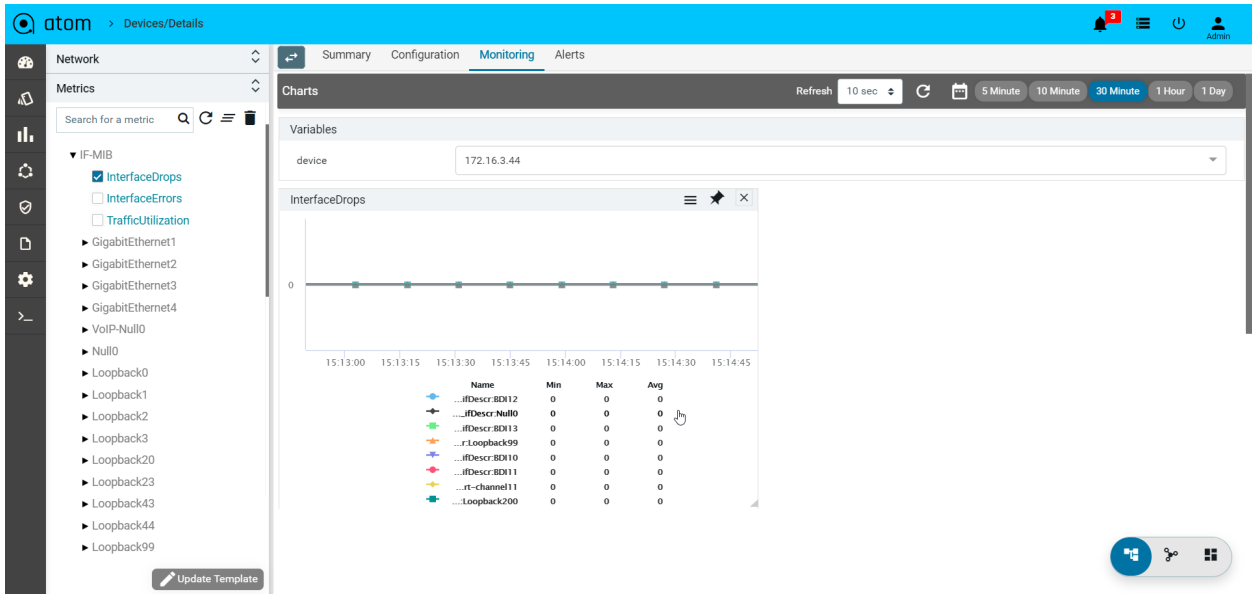 atom > Devices/Details
3
Admin
Network
Metrics
Search for a metric
IF-MIB
InterfaceDrops
InterfaceErrors
TrafficUtilization
GigabitEthernet1
GigabitEthernet2
GigabitEthernet3
GigabitEthernet4
VoIP-Null0
Null0
Loopback0
Loopback1
Loopback2
Loopback3
Loopback20
Loopback23
Loopback43
Loopback44
Loopback99
Update Template
Summary Configuration Monitoring Alerts
Charts Refresh 10 sec 5 Minute 10 Minute 30 Minute 1 Hour 1 Day
Variables
device 172.16.3.44
InterfaceDrops
0
15:13:00 15:13:15 15:13:30 15:13:45 15:14:00 15:14:15 15:14:30 15:14:45
Name Min Max Avg
...ifDescr:BDI12 0 0 0
..._ifDescr:Null0 0 0 0
...ifDescr:BDI13 0 0 0
...r:Loopback99 0 0 0
...ifDescr:BDI10 0 0 0
...ifDescr:BDI11 0 0 0
...rt-channel11 0 0 0
...:Loopback200 0 0 0